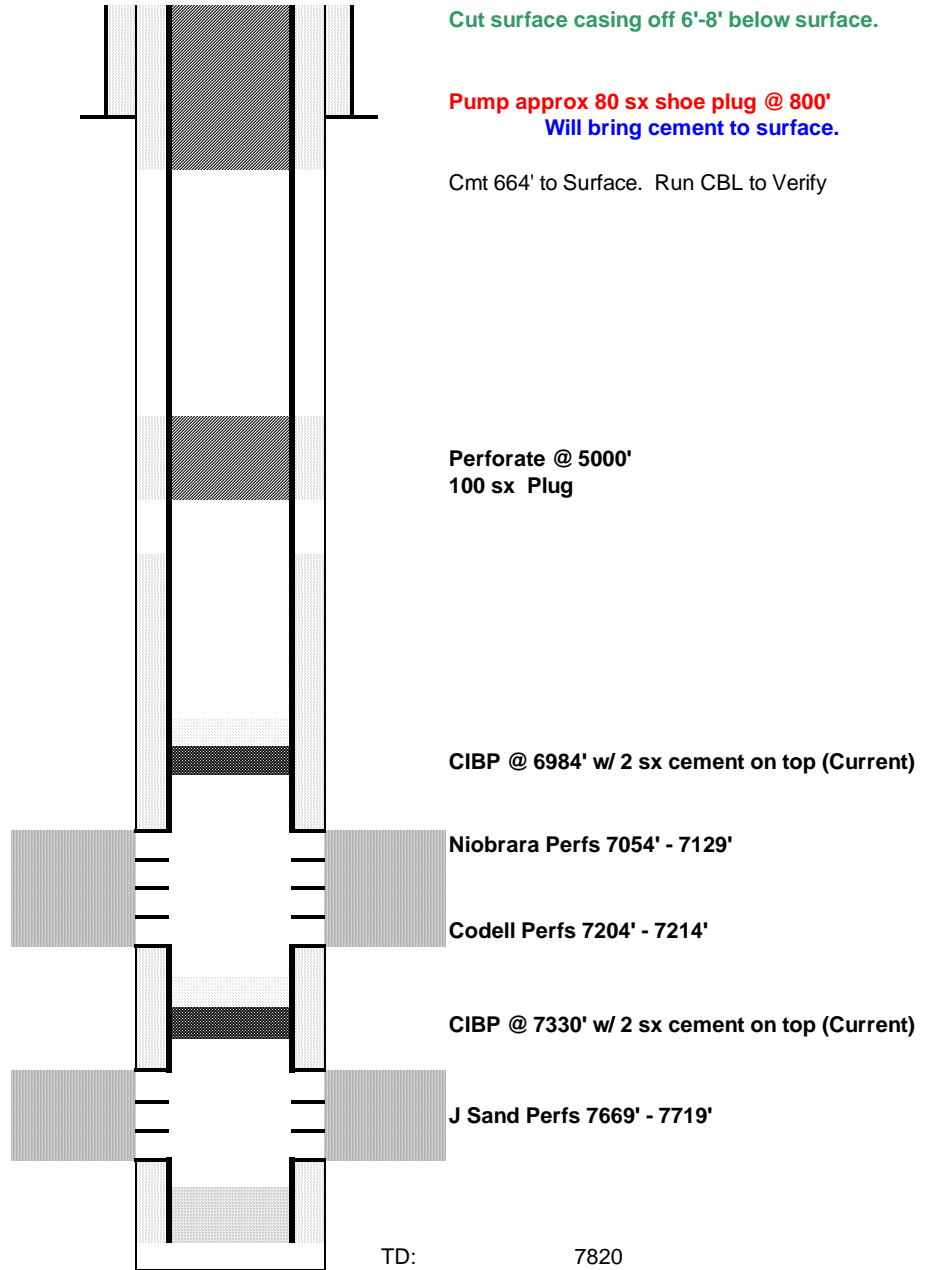 Cut surface casing off 6'-8' below surface.
Pump approx 80 sx shoe plug @ 800'
Will bring cement to surface.
Cmt 664' to Surface.  Run CBL to Verify
Perforate @ 5000'
100 sx  Plug
CIBP @ 6984' w/ 2 sx cement on top (Current)
Niobrara Perfs 7054' - 7129'
Codell Perfs 7204' - 7214'
CIBP @ 7330' w/ 2 sx cement on top (Current)
J Sand Perfs 7669' - 7719'
TD: 7820